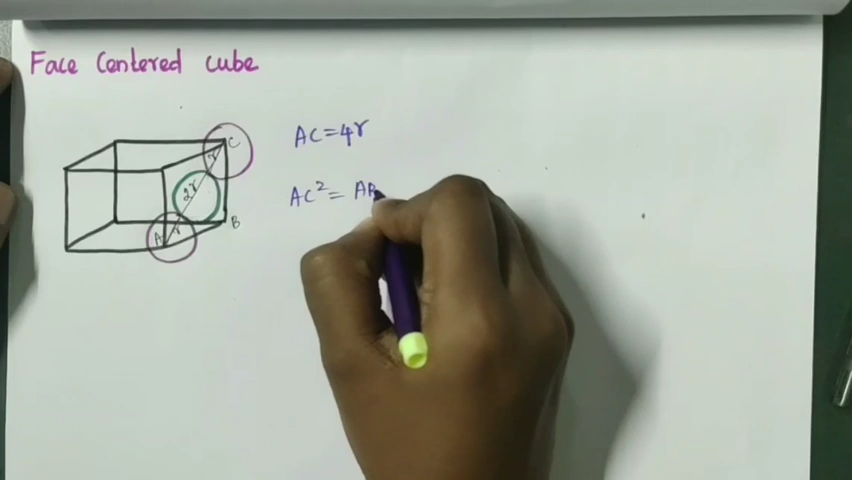 Face Centered cube
AC=4r
AC²= AB
C
r
2r
r
A
B